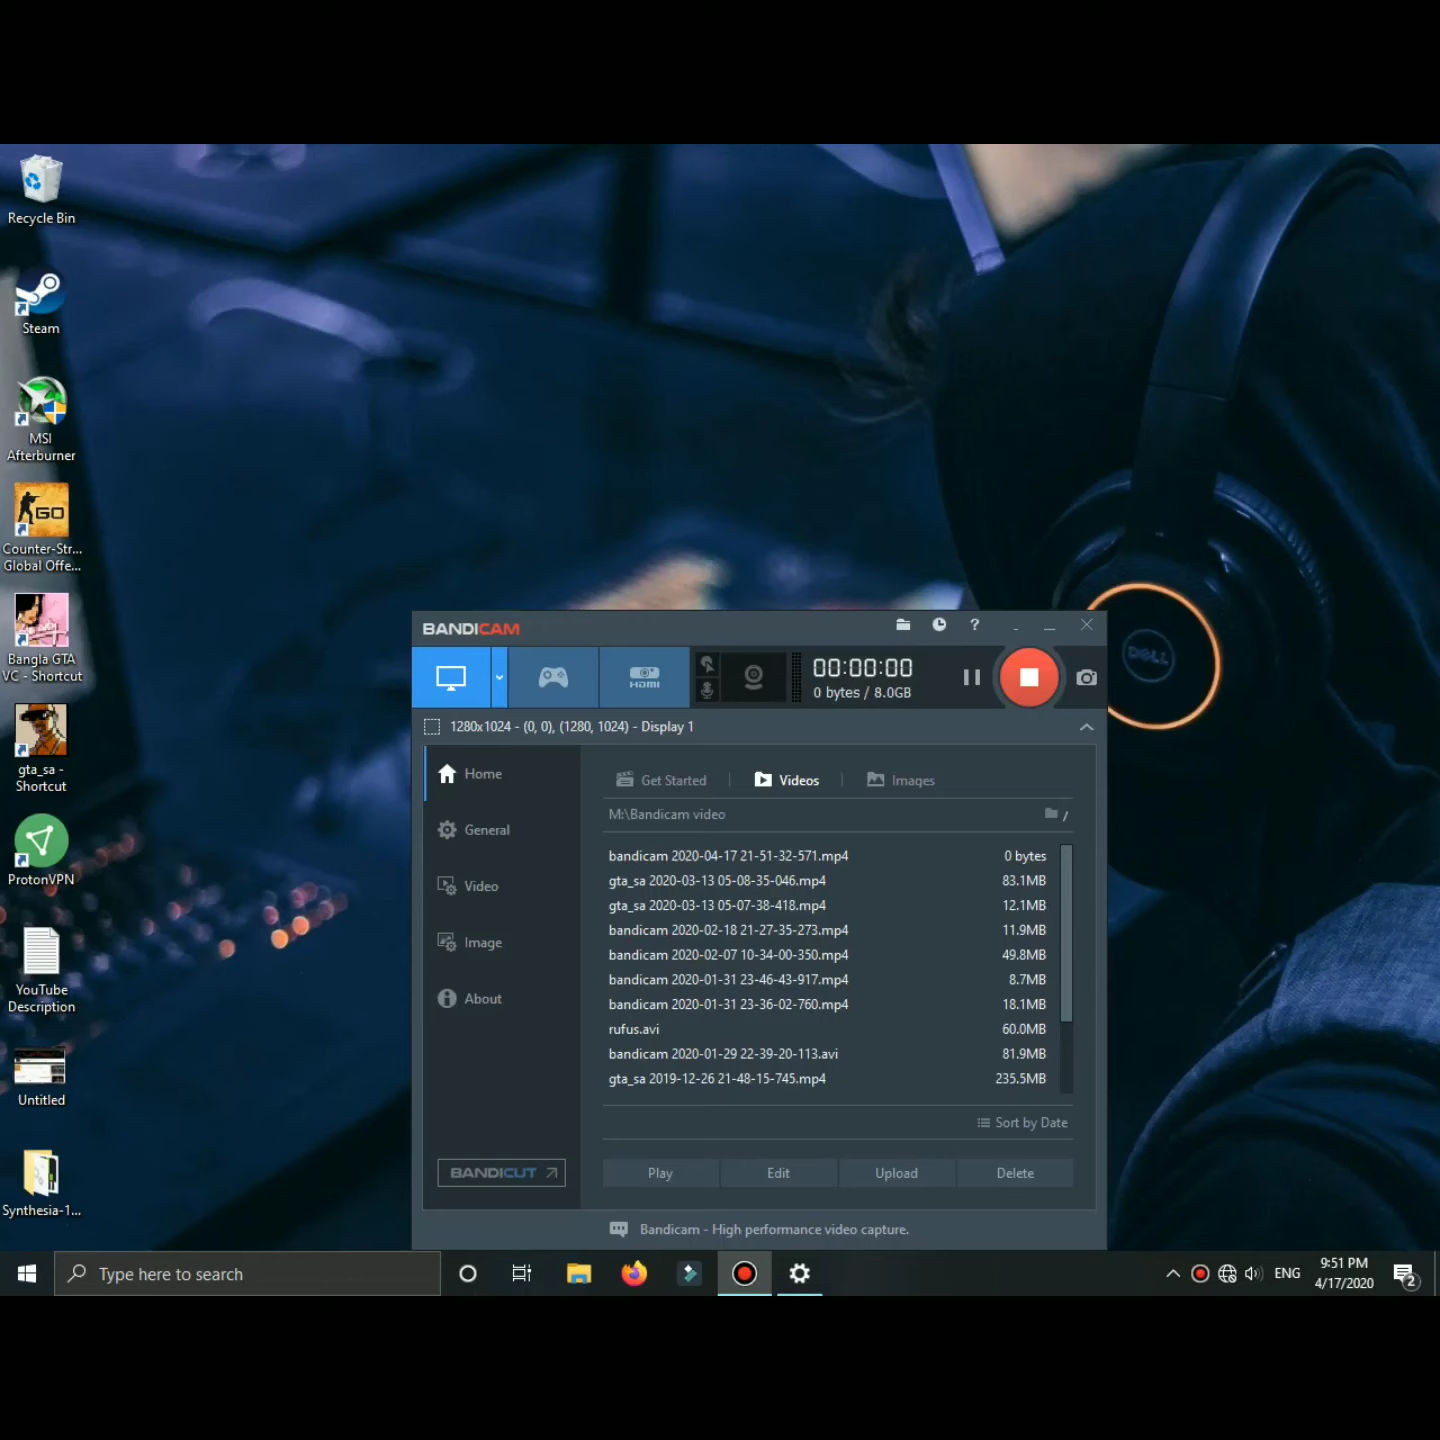 Recycle Bin
Steam
MSI
Afterburner
GO
Counter-Str...
Global Offe...
Bangla GTA
VC - Shortcut
gta_sa -
Shortcut
ProtonVPN
YouTube
Description
Untitled
Synthesia-1...
DELL
BANDICAM
?
HDMI
00:00:00
0 bytes / 8.0GB
1280x1024 - (0, 0), (1280, 1024) - Display 1
Home
General
Video
Image
About
BANDICUT
Get Started
Videos
Images
M:\Bandicam video
bandicam 2020-04-17 21-51-32-571.mp4 0 bytes
gta_sa 2020-03-13 05-08-35-046.mp4 83.1MB
gta_sa 2020-03-13 05-07-38-418.mp4 12.1MB
bandicam 2020-02-18 21-27-35-273.mp4 11.9MB
bandicam 2020-02-07 10-34-00-350.mp4 49.8MB
bandicam 2020-01-31 23-46-43-917.mp4 8.7MB
bandicam 2020-01-31 23-36-02-760.mp4 18.1MB
rufus.avi 60.0MB
bandicam 2020-01-29 22-39-20-113.avi 81.9MB
gta_sa 2019-12-26 21-48-15-745.mp4 235.5MB
Sort by Date
Play Edit Upload Delete
Bandicam - High performance video capture.
Type here to search
ENG
9:51 PM
4/17/2020
2